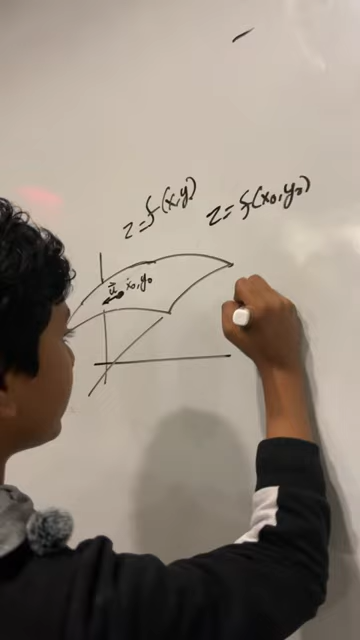 z=f(x,y)
z=f(x₀,y₀)
u⃗ x₀,y₀